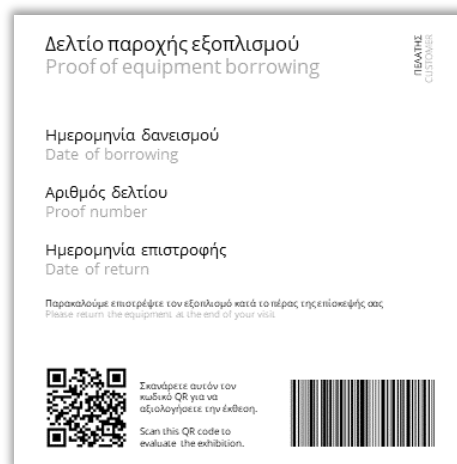 Δελτίο παροχής εξοπλισμού
Proof of equipment borrowing
ΠΕΛΑΤΗΣ
CUSTOMER
Ημερομηνία δανεισμού
Date of borrowing
Αριθμός δελτίου
Proof number
Ημερομηνία επιστροφής
Date of return
Παρακαλούμε επιστρέψτε τον εξοπλισμό κατά το πέρας της επίσκεψής σας
Please return the equipment at the end of your visit
Σκανάρετε αυτόν τον
κωδικό QR για να
αξιολογήσετε την έκθεση.
Scan this QR code to
evaluate the exhibition.